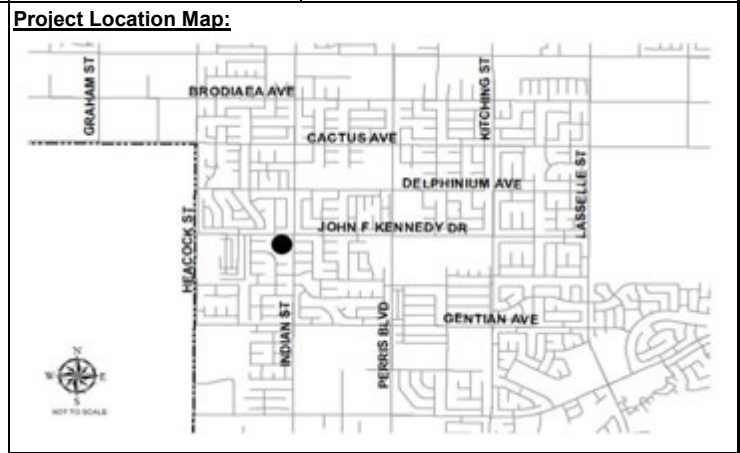 Project Location Map:
GRAHAM ST
BRODIAEA AVE
KITCHING ST
CACTUS AVE
DELPHINIUM AVE
LASSELLE ST
JOHN F KENNEDY DR
HEACOCK ST
INDIAN ST
PERRIS BLVD
GENTIAN AVE
N
W
E
S
NOT TO SCALE